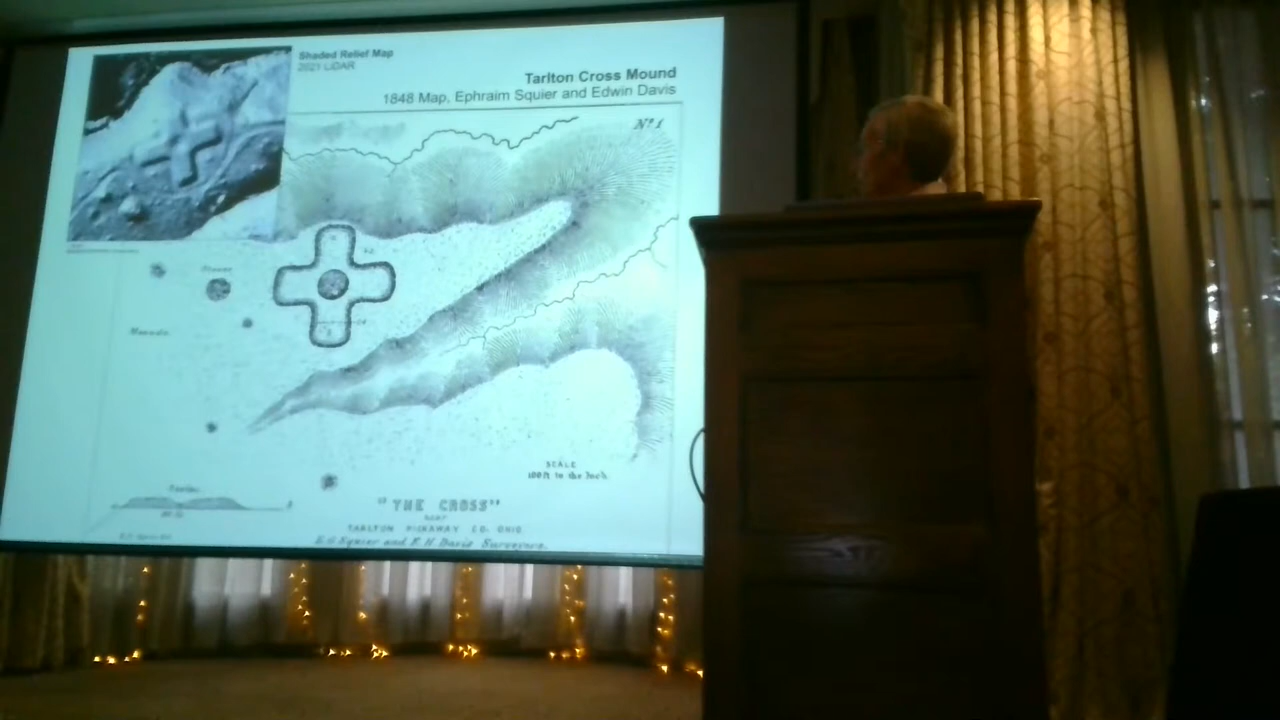 Shaded Relief Map
2021 LiDAR
Tarlton Cross Mound
1848 Map, Ephraim Squier and Edwin Davis
Nº 1
SCALE
100 ft to the Inch
"THE CROSS"
NEAR
TARLTON PICKAWAY CO. OHIO
E.G. Squier and E.H. Davis Surveyors.